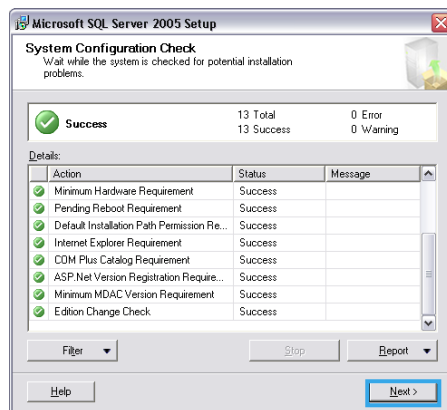 Microsoft SQL Server 2005 Setup
System Configuration Check
Wait while the system is checked for potential installation
problems.
Success
13 Total
0 Error
13 Success
0 Warning
Details:
Action Status Message
Minimum Hardware Requirement Success
Pending Reboot Requirement Success
Default Installation Path Permission Re... Success
Internet Explorer Requirement Success
COM Plus Catalog Requirement Success
ASP.Net Version Registration Require... Success
Minimum MDAC Version Requirement Success
Edition Change Check Success
Filter Stop Report
Help Next >